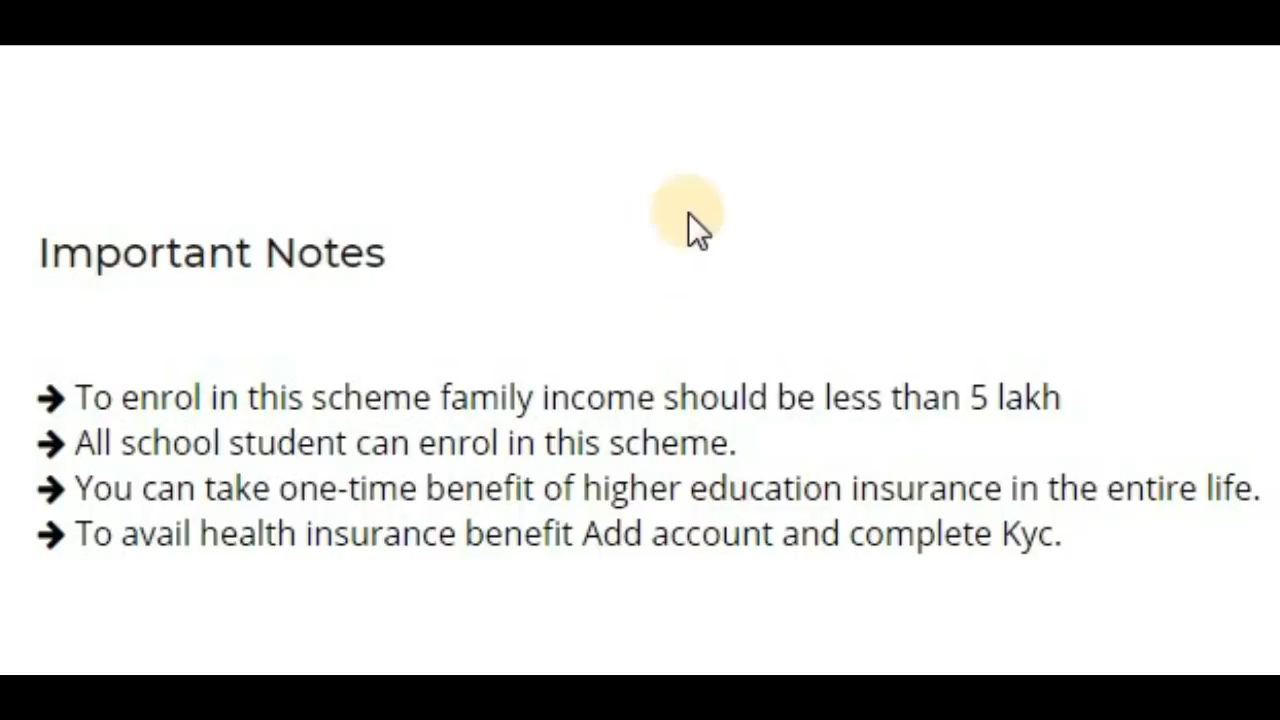 Important Notes
→ To enrol in this scheme family income should be less than 5 lakh
→ All school student can enrol in this scheme.
→ You can take one-time benefit of higher education insurance in the entire life.
→ To avail health insurance benefit Add account and complete Kyc.